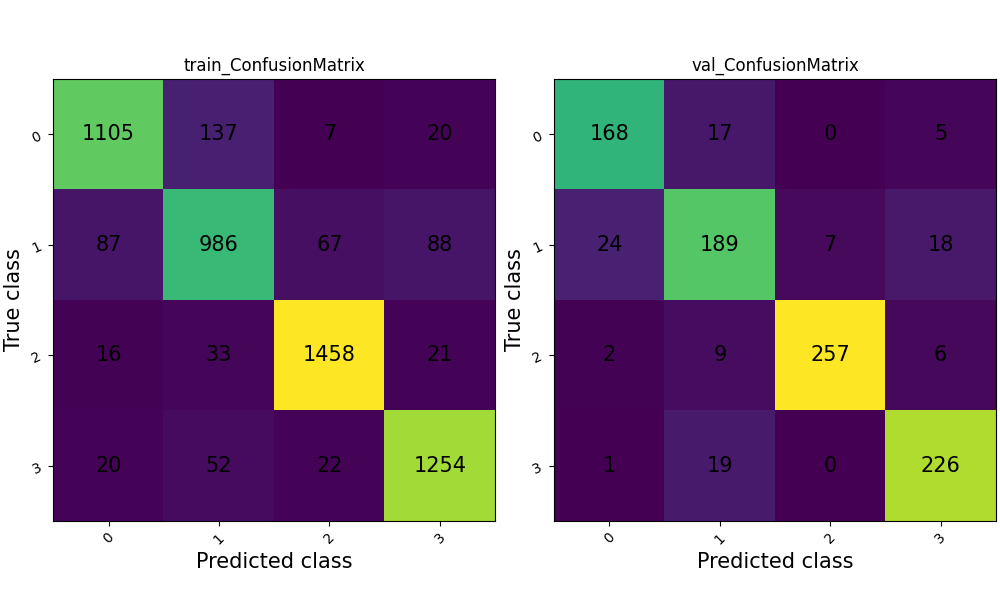 train_ConfusionMatrix
True class
0 1105 137 7 20
1 87 986 67 88
2 16 33 1458 21
3 20 52 22 1254
0 1 2 3
Predicted class
val_ConfusionMatrix
True class
0 168 17 0 5
1 24 189 7 18
2 2 9 257 6
3 1 19 0 226
0 1 2 3
Predicted class